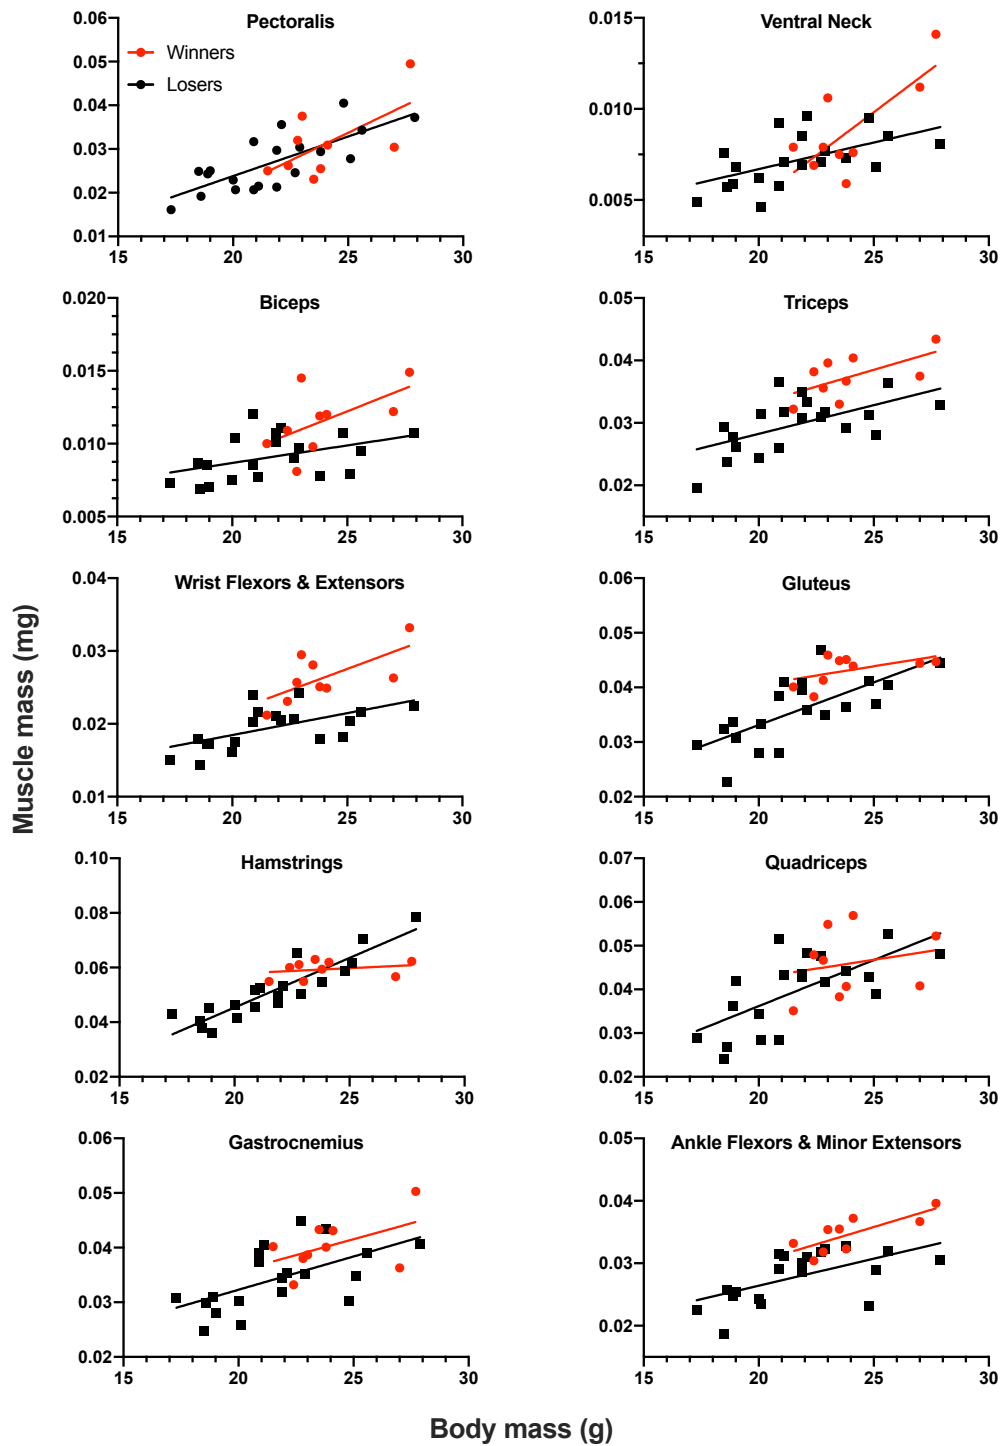 Pectoralis
Winners
Losers
0.06
0.05
0.04
0.03
0.02
0.01
15 20 25 30
Ventral Neck
0.015
0.010
0.005
15 20 25 30
Biceps
0.020
0.015
0.010
0.005
15 20 25 30
Triceps
0.05
0.04
0.03
0.02
15 20 25 30
Wrist Flexors & Extensors
0.04
0.03
0.02
0.01
15 20 25 30
Gluteus
0.06
0.05
0.04
0.03
0.02
15 20 25 30
Muscle mass (mg)
Hamstrings
0.10
0.08
0.06
0.04
0.02
15 20 25 30
Quadriceps
0.07
0.06
0.05
0.04
0.03
0.02
15 20 25 30
Gastrocnemius
0.06
0.05
0.04
0.03
0.02
15 20 25 30
Ankle Flexors & Minor Extensors
0.05
0.04
0.03
0.02
15 20 25 30
Body mass (g)